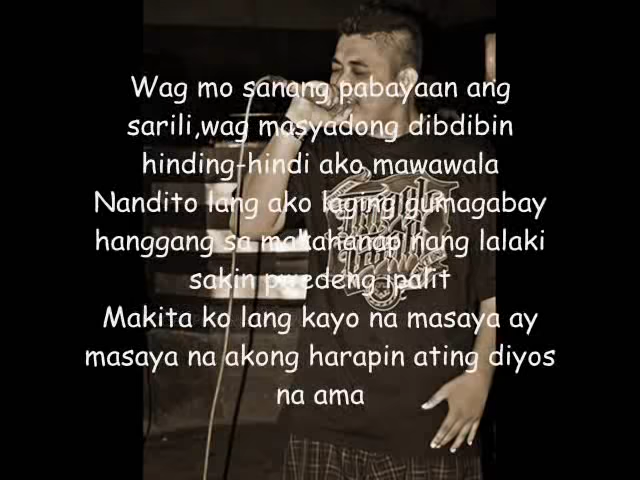 Wag mo sanang pabayaan ang
sarili,wag masyadong dibdibin
hinding-hindi ako mawawala
Nandito lang ako laging gumagabay
hanggang sa makahanap nang lalaki
sakin pwedeng ipalit
Makita ko lang kayo na masaya ay
masaya na akong harapin ating diyos
na ama